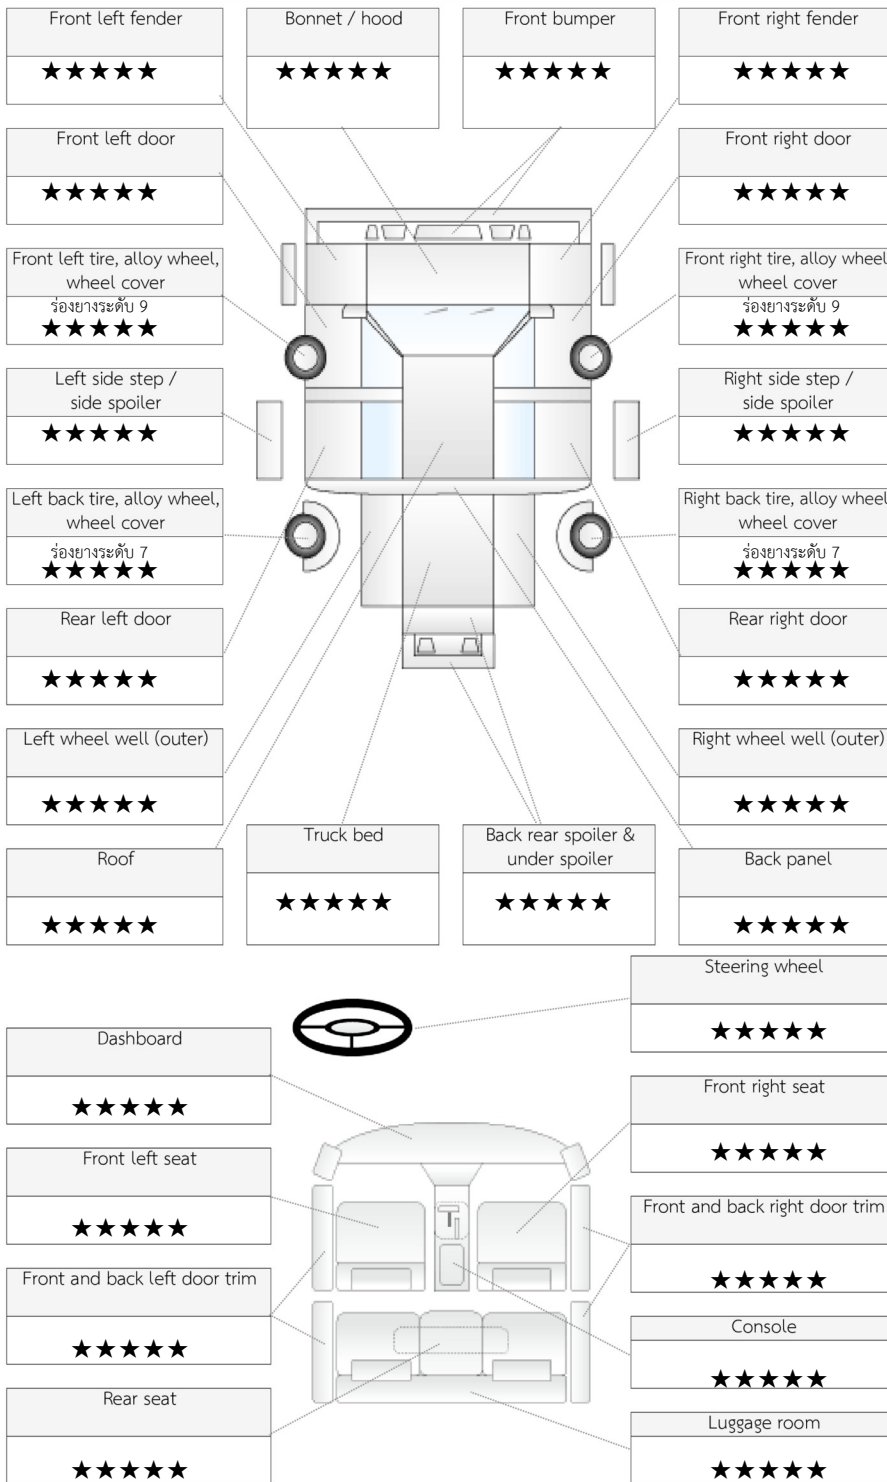 Front left fender
★★★★★
Bonnet / hood
★★★★★
Front bumper
★★★★★
Front right fender
★★★★★
Front left door
★★★★★
Front right door
★★★★★
Front left tire, alloy wheel,
wheel cover
ร่องยางระดับ 9
★★★★★
Front right tire, alloy wheel
wheel cover
ร่องยางระดับ 9
★★★★★
Left side step /
side spoiler
★★★★★
Right side step /
side spoiler
★★★★★
Left back tire, alloy wheel,
wheel cover
ร่องยางระดับ 7
★★★★★
Right back tire, alloy wheel
wheel cover
ร่องยางระดับ 7
★★★★★
Rear left door
★★★★★
Rear right door
★★★★★
Left wheel well (outer)
★★★★★
Right wheel well (outer)
★★★★★
Roof
★★★★★
Truck bed
★★★★★
Back rear spoiler &
under spoiler
★★★★★
Back panel
★★★★★
Steering wheel
★★★★★
Dashboard
★★★★★
Front right seat
★★★★★
Front left seat
★★★★★
Front and back right door trim
★★★★★
Front and back left door trim
★★★★★
Console
★★★★★
Rear seat
★★★★★
Luggage room
★★★★★